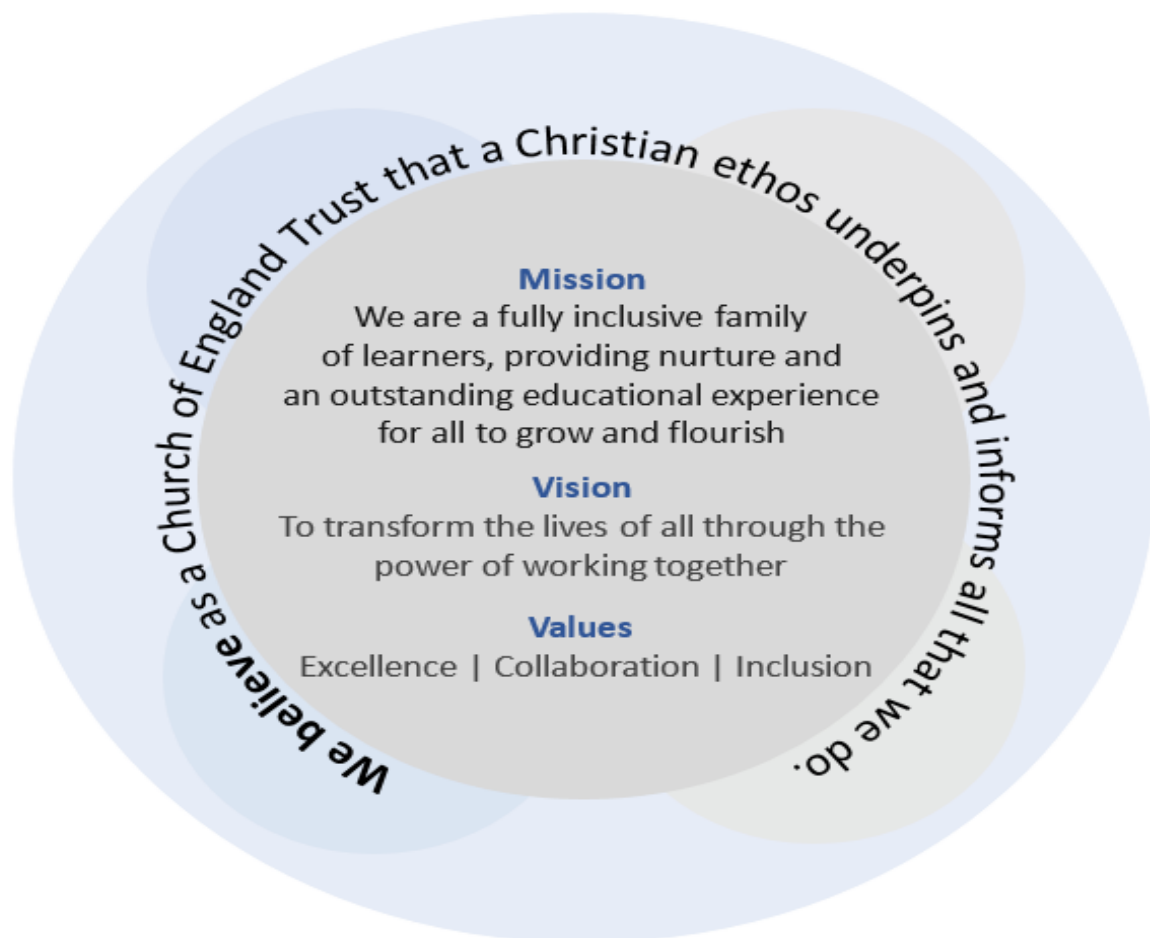 We believe as a Church of England Trust that a Christian ethos underpins and informs all that we do.
Mission
We are a fully inclusive family
of learners, providing nurture and
an outstanding educational experience
for all to grow and flourish
Vision
To transform the lives of all through the
power of working together
Values
Excellence | Collaboration | Inclusion